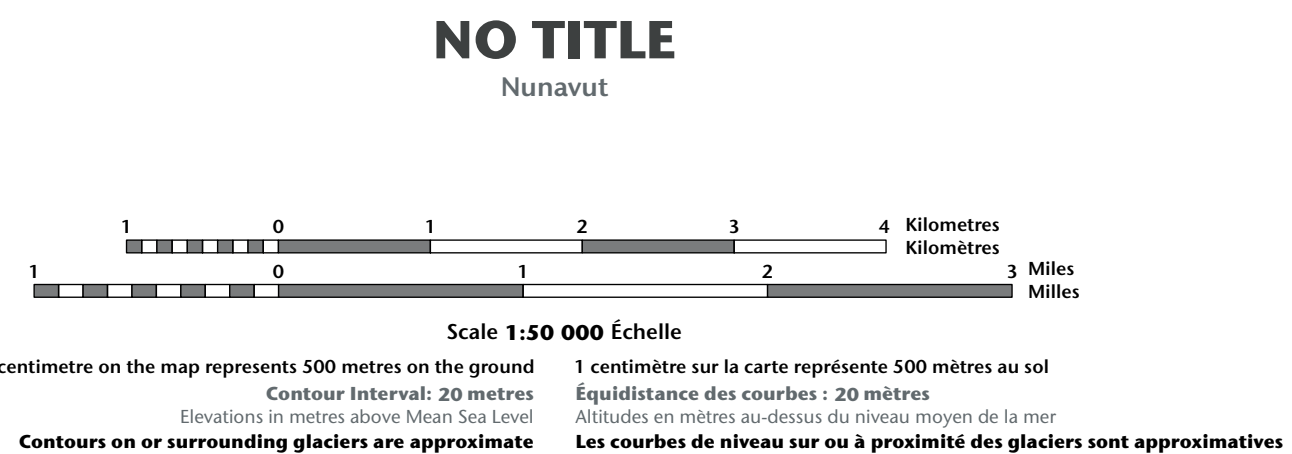 NO TITLE
Nunavut
1 0 1 2 3 4 Kilometres
Kilomètres
1 0 1 2 3 Miles
Milles
Scale 1:50 000 Échelle
centimetre on the map represents 500 metres on the ground
1 centimètre sur la carte représente 500 mètres au sol
Contour Interval: 20 metres
Équidistance des courbes : 20 mètres
Elevations in metres above Mean Sea Level
Altitudes en mètres au-dessus du niveau moyen de la mer
Contours on or surrounding glaciers are approximate
Les courbes de niveau sur ou à proximité des glaciers sont approximatives